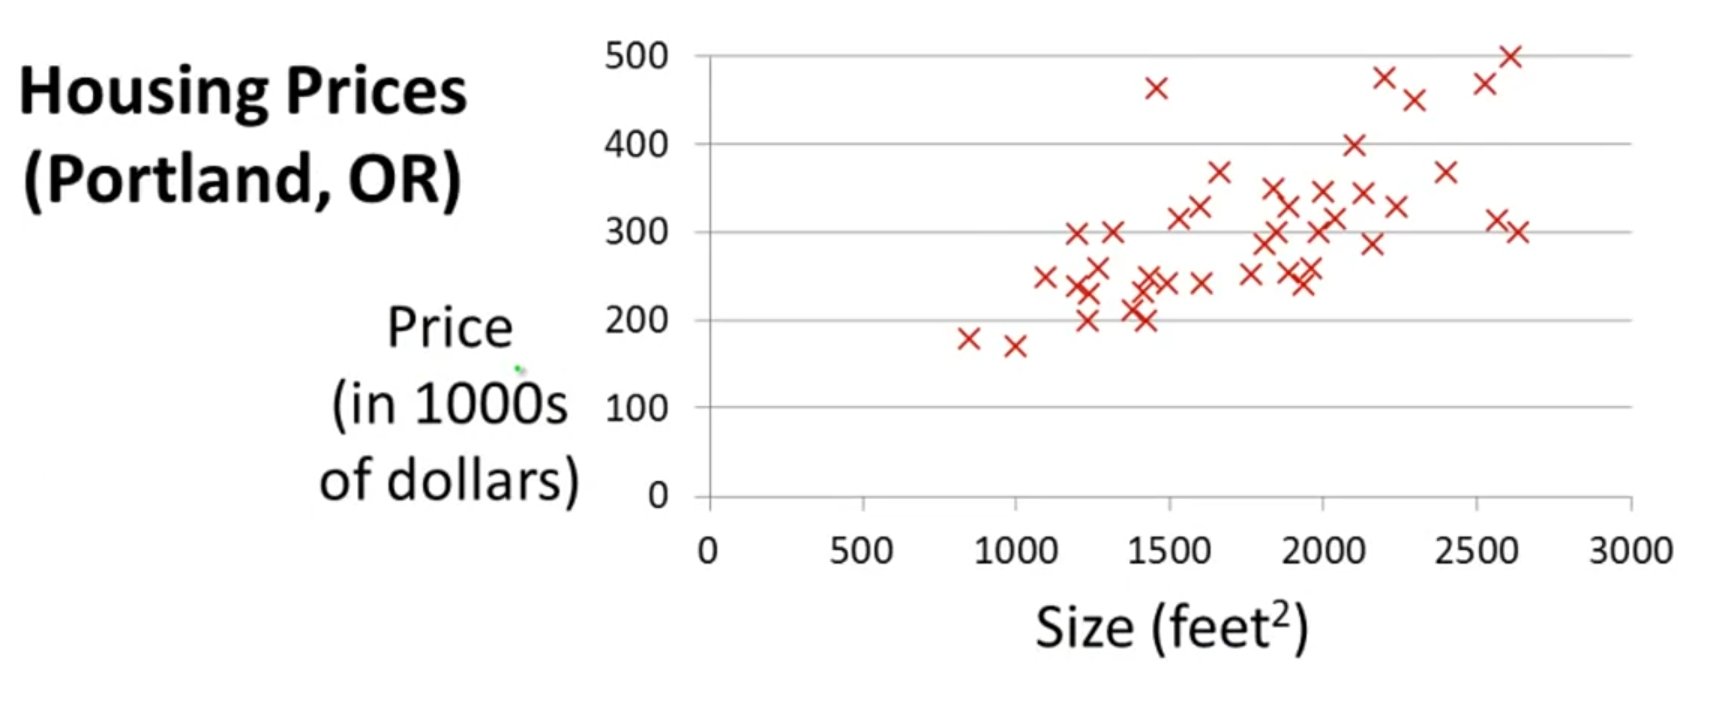 Housing Prices
(Portland, OR)
Price
(in 1000s
of dollars)
500
400
300
200
100
0
0 500 1000 1500 2000 2500 3000
Size (feet²)